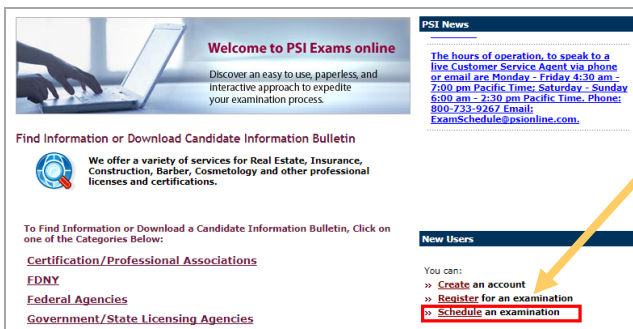 Welcome to PSI Exams online
Discover an easy to use, paperless, and
interactive approach to expedite
your examination process.
Find Information or Download Candidate Information Bulletin
We offer a variety of services for Real Estate, Insurance,
Construction, Barber, Cosmetology and other professional
licenses and certifications.
To Find Information or Download a Candidate Information Bulletin, Click on
one of the Categories Below:
Certification/Professional Associations
FDNY
Federal Agencies
Government/State Licensing Agencies
PSI News
The hours of operation, to speak to a
live Customer Service Agent via phone
or email are Monday - Friday 4:30 am -
7:00 pm Pacific Time; Saturday - Sunday
6:00 am - 2:30 pm Pacific Time. Phone:
800-733-9267 Email:
ExamSchedule@psionline.com.
New Users
You can:
» Create an account
» Register for an examination
» Schedule an examination